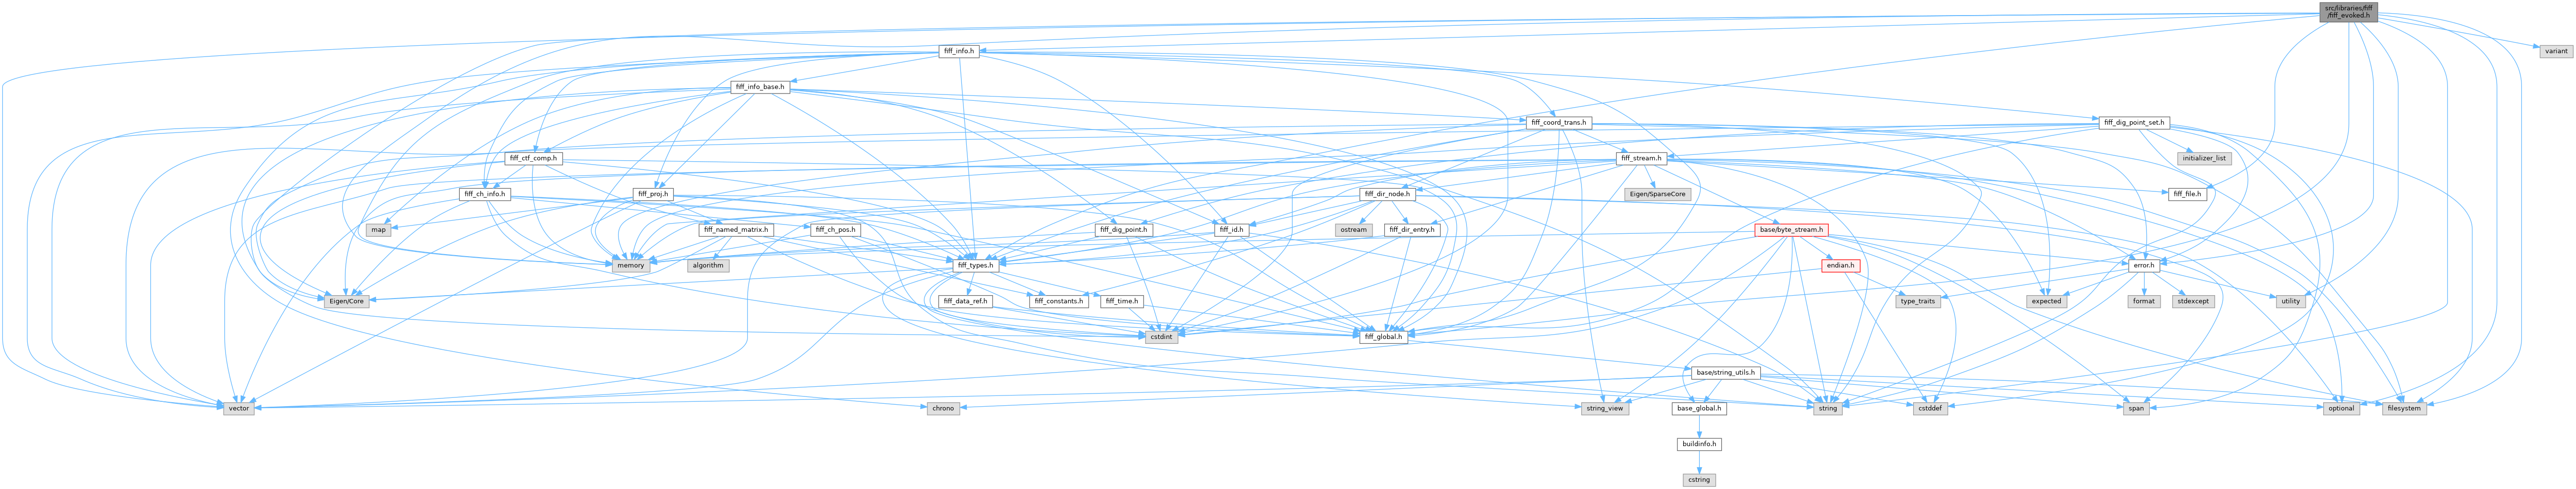 src/libraries/fiff
/fiff_evoked.h
fiff_info.h
variant
fiff_info_base.h
fiff_coord_trans.h
fiff_dig_point_set.h
fiff_ctf_comp.h
fiff_stream.h
initializer_list
fiff_ch_info.h
fiff_proj.h
Eigen/SparseCore
fiff_dir_node.h
fiff_file.h
map
fiff_named_matrix.h
fiff_ch_pos.h
fiff_dig_point.h
fiff_id.h
ostream
fiff_dir_entry.h
base/byte_stream.h
memory
algorithm
fiff_types.h
endian.h
error.h
Eigen/Core
fiff_data_ref.h
fiff_constants.h
fiff_time.h
type_traits
expected
format
stdexcept
utility
cstdint
fiff_global.h
base/string_utils.h
vector
chrono
string_view
base_global.h
string
cstddef
span
optional
filesystem
buildinfo.h
cstring